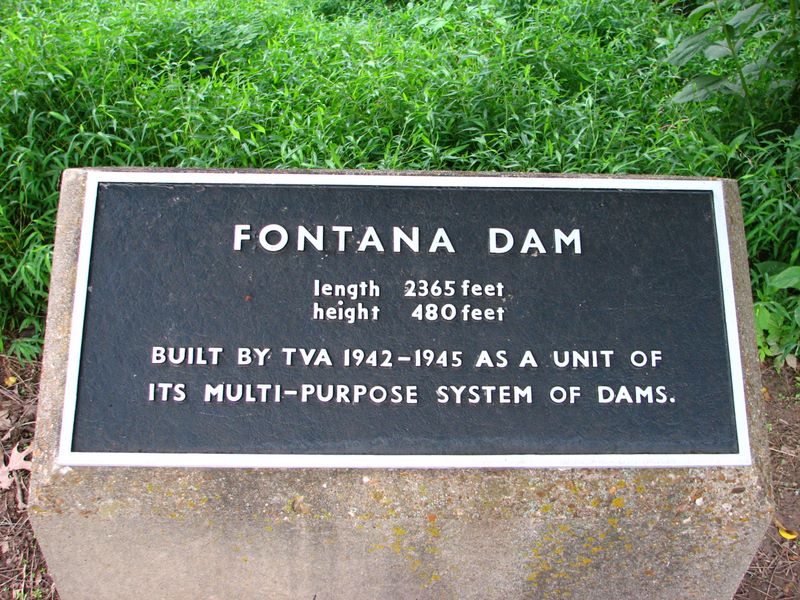 FONTANA DAM
length 2365 feet
height 480 feet
BUILT BY TVA 1942-1945 AS A UNIT OF
ITS MULTI-PURPOSE SYSTEM OF DAMS.